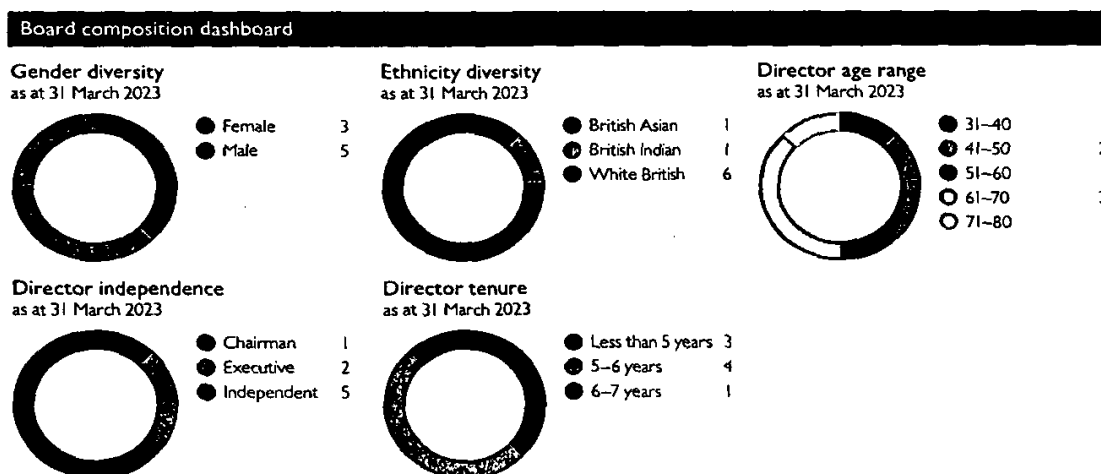 Board composition dashboard
Gender diversity
as at 31 March 2023
Female 3
Male 5
Ethnicity diversity
as at 31 March 2023
British Asian 1
British Indian 1
White British 6
Director age range
as at 31 March 2023
31–40
41–50
51–60
61–70
71–80
Director independence
as at 31 March 2023
Chairman 1
Executive 2
Independent 5
Director tenure
as at 31 March 2023
Less than 5 years 3
5–6 years 4
6–7 years 1